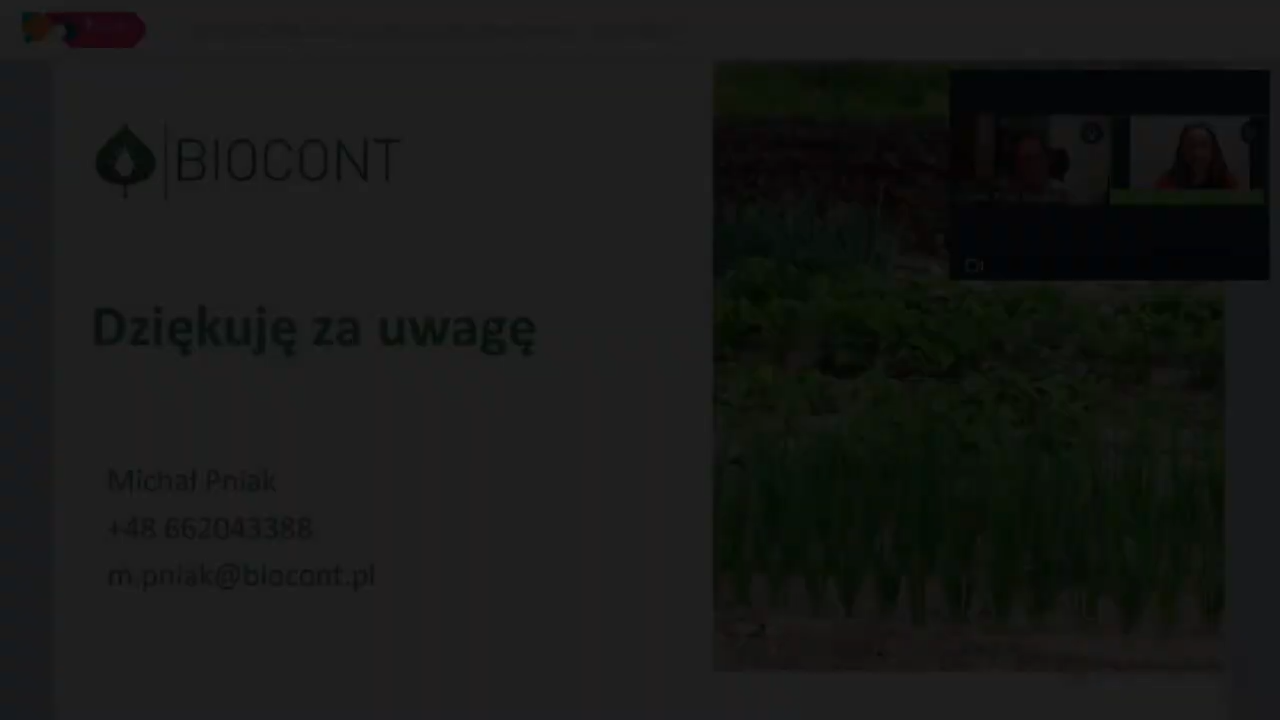 BIOCONT
Dziękuję za uwagę
Michał Pniak
+48 662043388
m.pniak@biocont.pl